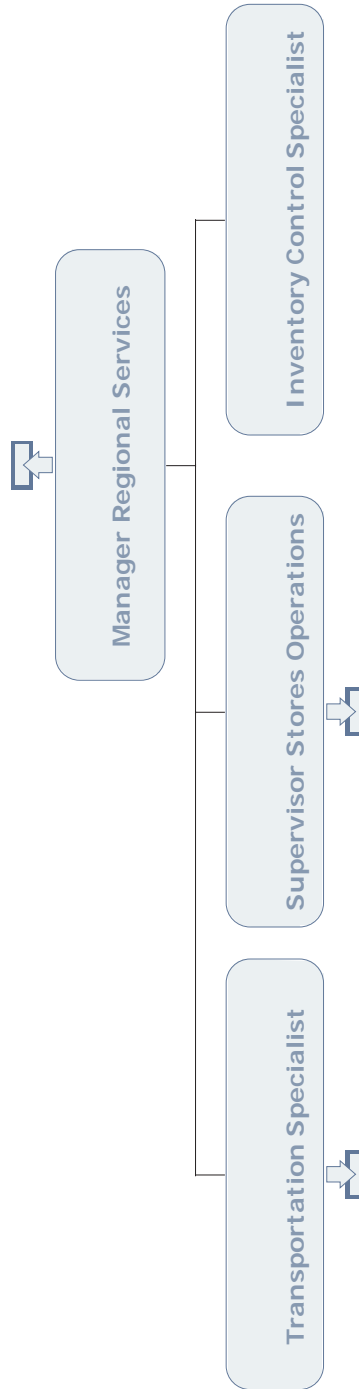 Manager Regional Services
Transportation Specialist
Supervisor Stores Operations
Inventory Control Specialist